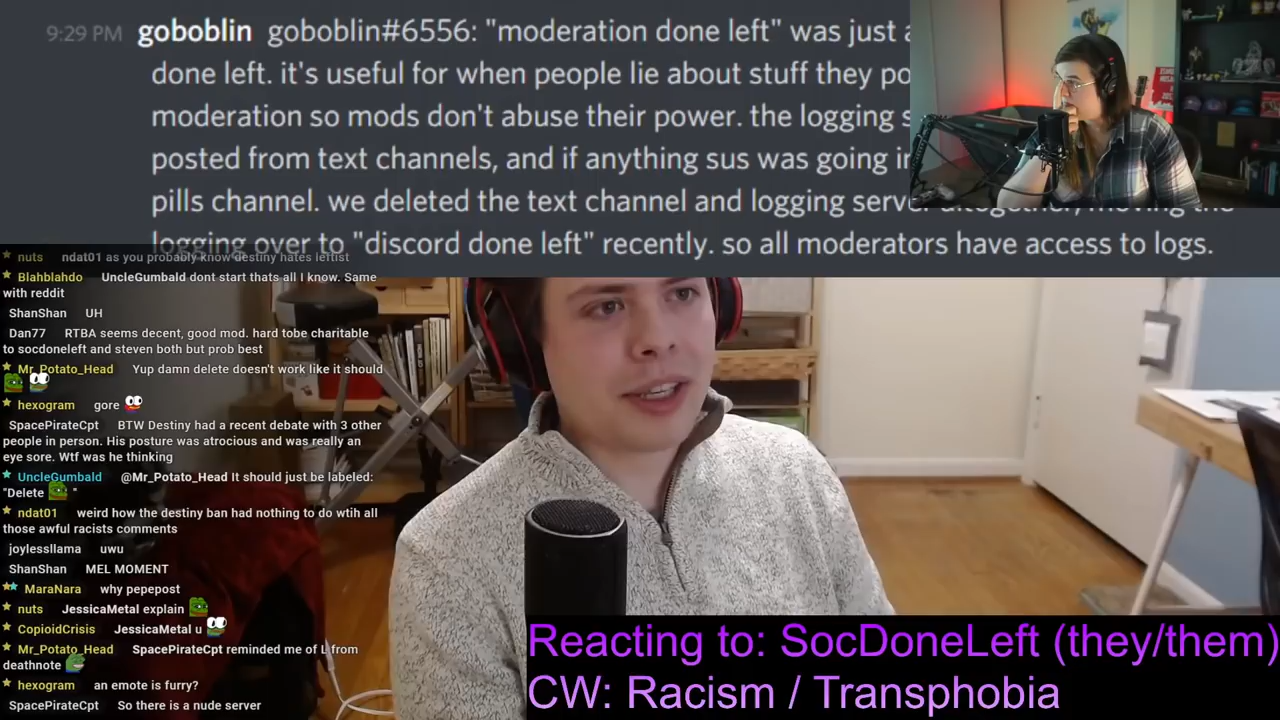 9:29 PM goboblin goboblin#6556: "moderation done left" was just a
done left. it's useful for when people lie about stuff they po
moderation so mods don't abuse their power. the logging s
posted from text channels, and if anything sus was going i
pills channel. we deleted the text channel and logging server altogether, moving the
logging over to "discord done left" recently. so all moderators have access to logs.
nuts ndat01 as you probably know destiny hates leftist
Blahblahdo UncleGumbald dont start thats all I know. Same
with reddit
ShanShan UH
Dan77 RTBA seems decent, good mod. hard tobe charitable
to socdoneleft and steven both but prob best
Mr_Potato_Head Yup damn delete doesn't work like it should
hexogram gore
SpacePirateCpt BTW Destiny had a recent debate with 3 other
people in person. His posture was atrocious and was really an
eye sore. Wtf was he thinking
UncleGumbald @Mr_Potato_Head It should just be labeled:
"Delete "
ndat01 weird how the destiny ban had nothing to do wtih all
those awful racists comments
joylessllama uwu
ShanShan MEL MOMENT
MaraNara why pepepost
nuts JessicaMetal explain
CopioidCrisis JessicaMetal u
Mr_Potato_Head SpacePirateCpt reminded me of L from
deathnote
hexogram an emote is furry?
SpacePirateCpt So there is a nude server
Reacting to: SocDoneLeft (they/them)
CW: Racism / Transphobia